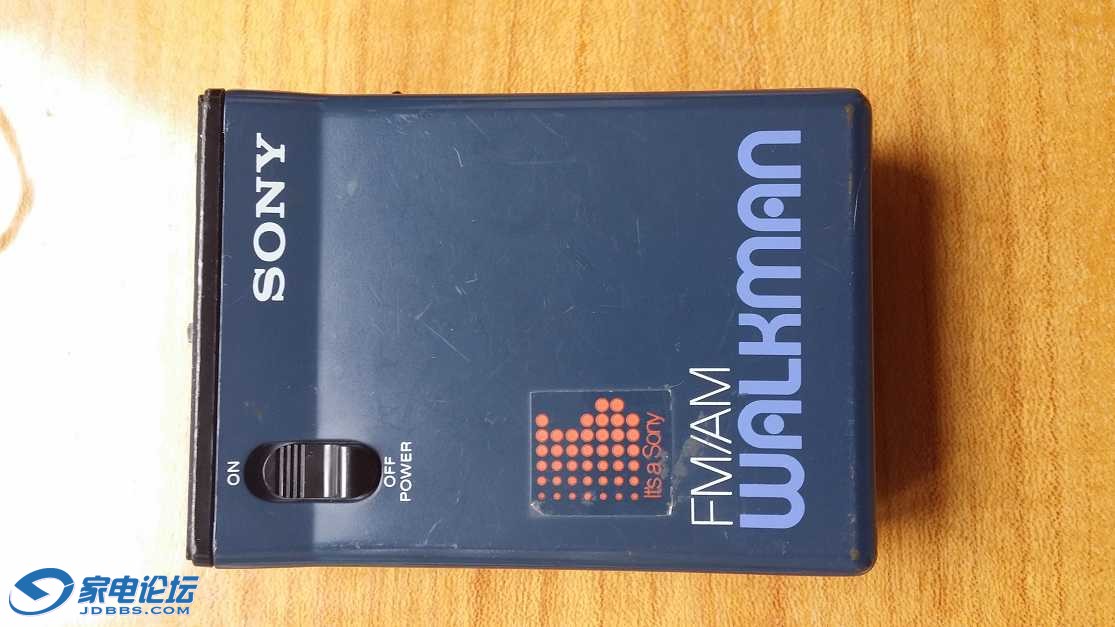 SONY
ON
OFF
POWER
It's a Sony
FM/AM
WALKMAN
家电论坛
JDBBS.COM